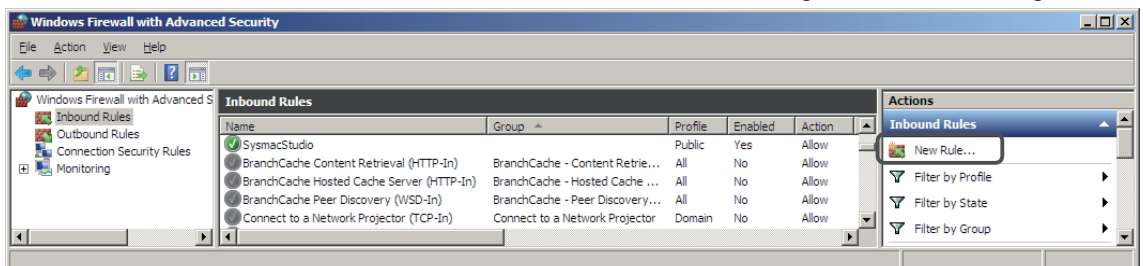 Windows Firewall with Advanced Security
File Action View Help
Windows Firewall with Advanced S
Inbound Rules
Outbound Rules
Connection Security Rules
Monitoring
Inbound Rules
Name Group Profile Enabled Action
SysmacStudio Public Yes Allow
BranchCache Content Retrieval (HTTP-In) BranchCache - Content Retrie... All No Allow
BranchCache Hosted Cache Server (HTTP-In) BranchCache - Hosted Cache ... All No Allow
BranchCache Peer Discovery (WSD-In) BranchCache - Peer Discovery... All No Allow
Connect to a Network Projector (TCP-In) Connect to a Network Projector Domain No Allow
Actions
Inbound Rules
New Rule...
Filter by Profile
Filter by State
Filter by Group